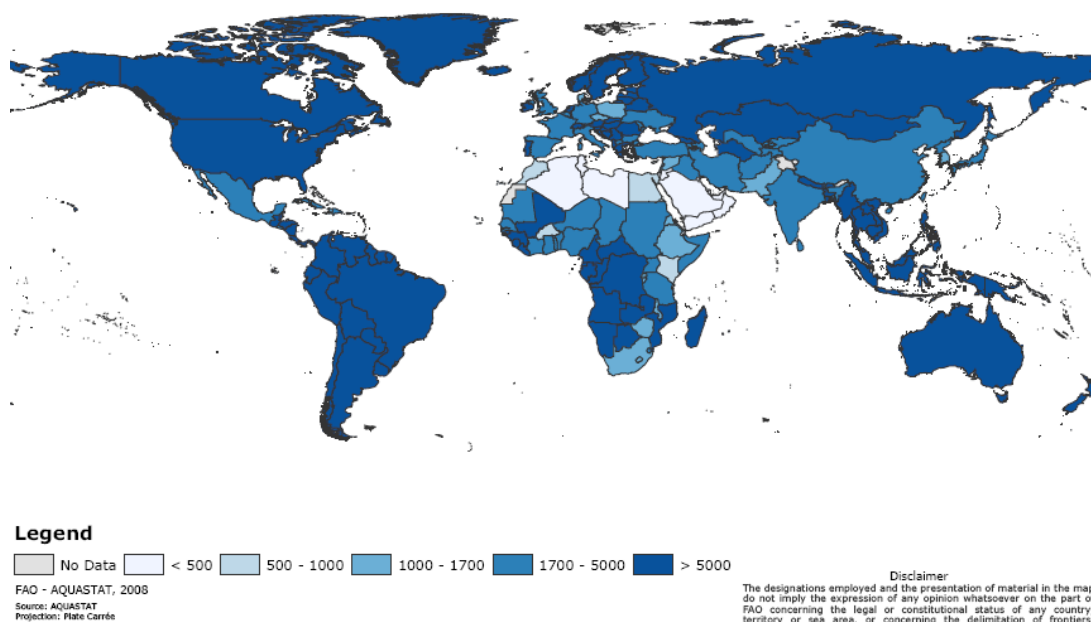 Legend
No Data < 500 500 - 1000 1000 - 1700 1700 - 5000 > 5000
FAO - AQUASTAT, 2008
Source: AQUASTAT
Projection: Plate Carrée
Disclaimer
The designations employed and the presentation of material in the map
do not imply the expression of any opinion whatsoever on the part o
FAO concerning the legal or constitutional status of any country
territory or sea area, or concerning the delimitation of frontier